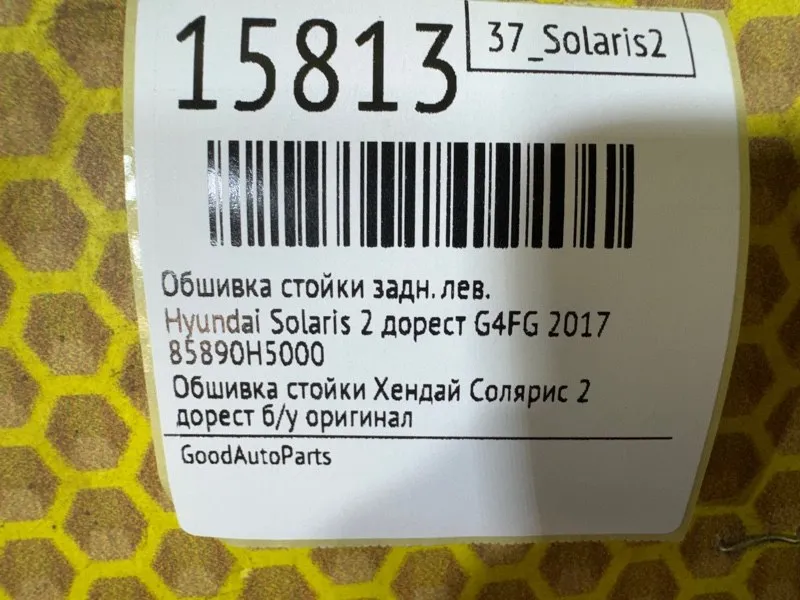 15813
37_Solaris2
Обшивка стойки задн. лев.
Hyundai Solaris 2 дорест G4FG 2017
85890H5000
Обшивка стойки Хендай Солярис 2
дорест б/у оригинал
GoodAutoParts